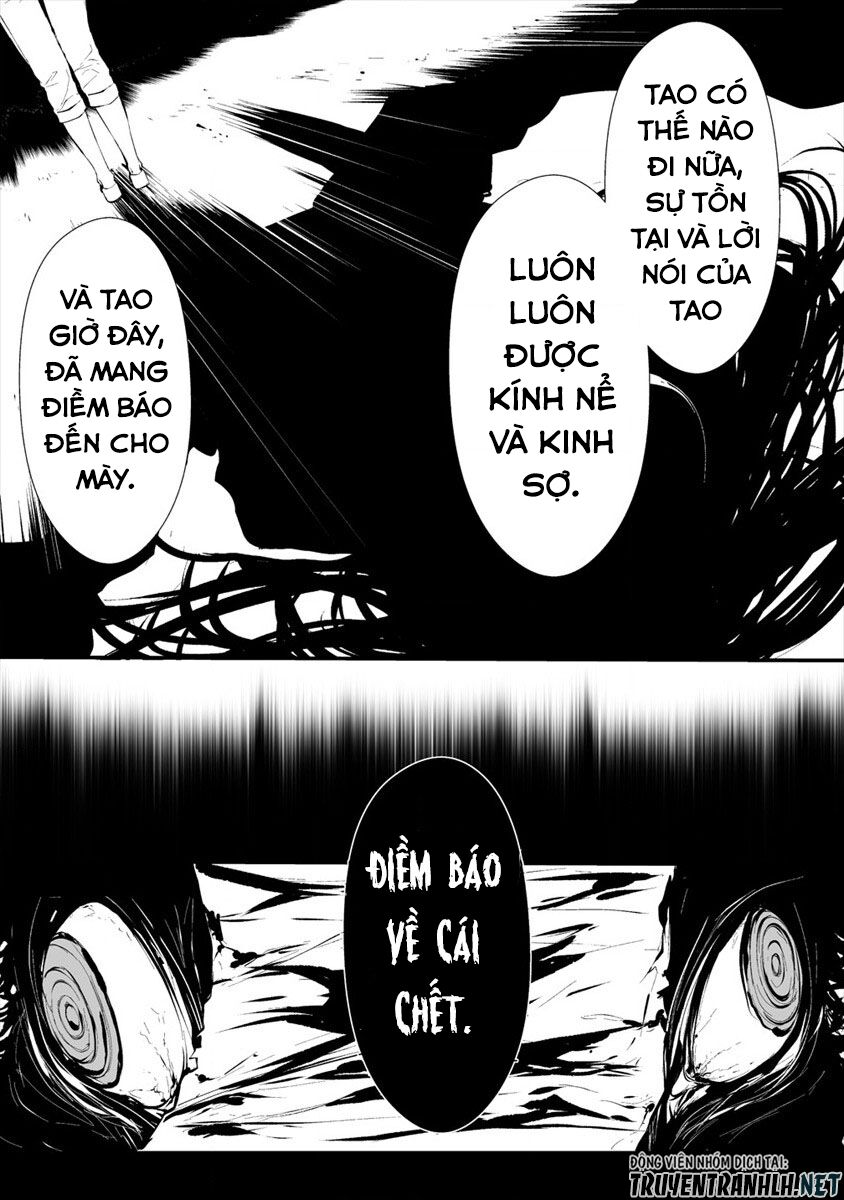 TAO CÓ
THẾ NÀO
ĐI NỮA,
SỰ TỒN
TẠI VÀ LỜI
NÓI CỦA
TAO
LUÔN
LUÔN
ĐƯỢC
KÍNH NỂ
VÀ KINH
SỢ.
VÀ TAO
GIỜ ĐÂY,
ĐÃ MANG
ĐIỀM BÁO
ĐẾN CHO
MÀY.
ĐIỀM BÁO
VỀ CÁI
CHẾT.
ĐỘNG VIÊN NHÓM DỊCH TẠI:
TRUYENTRANHLH.NET